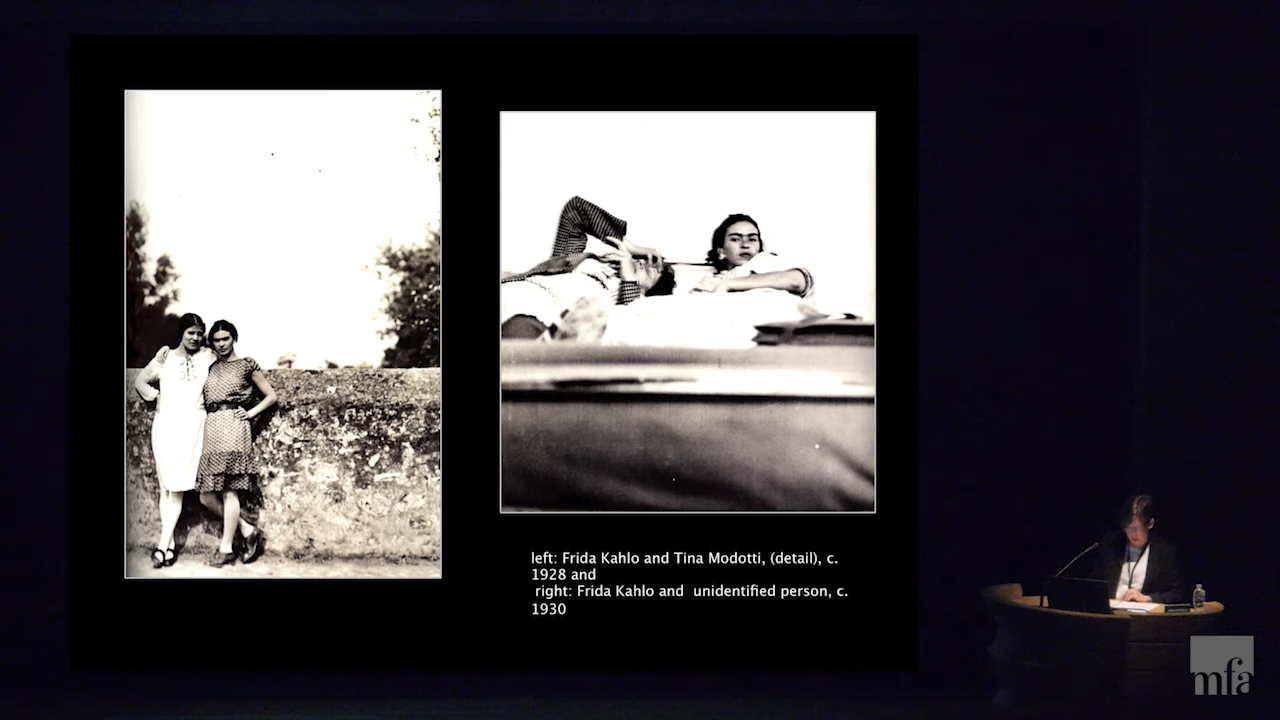 left: Frida Kahlo and Tina Modotti, (detail), c.
1928 and
right: Frida Kahlo and  unidentified person, c.
1930
mfa